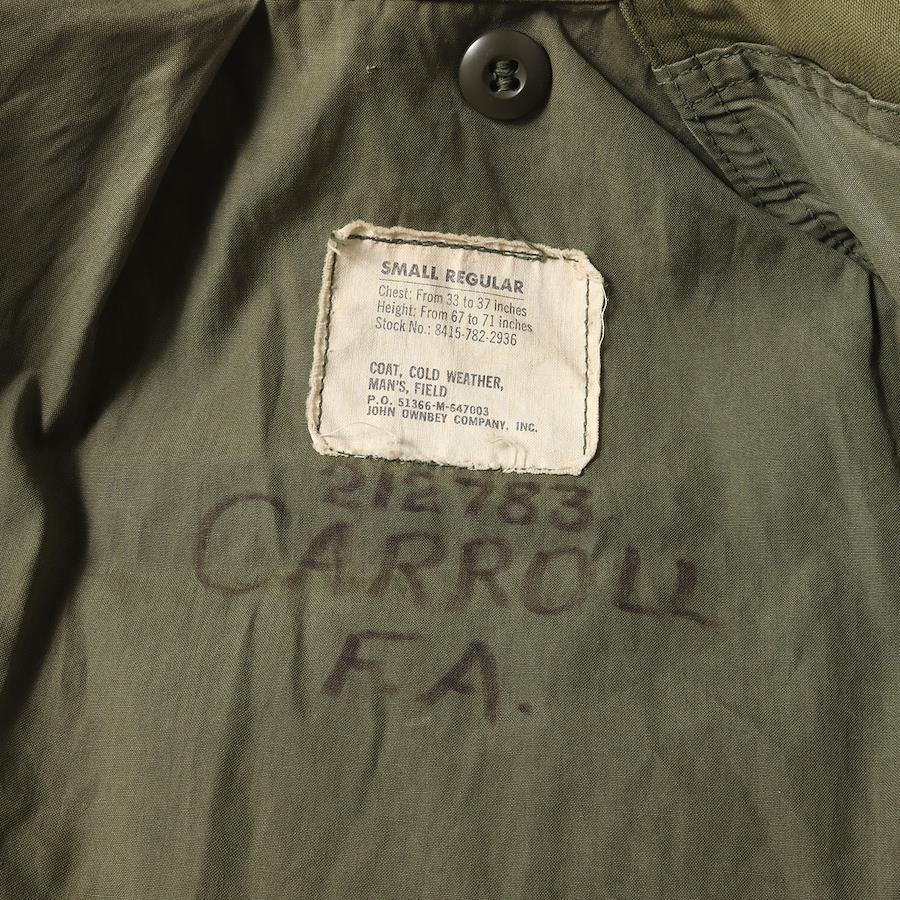 SMALL REGULAR
Chest: From 33 to 37 inches
Height: From 67 to 71 inches
Stock No.: 8415-782-2936
COAT, COLD WEATHER,
MAN'S, FIELD
P.O. 51366-M-647003
JOHN OWNBEY COMPANY, INC.
212783
CARROLL
F.A.